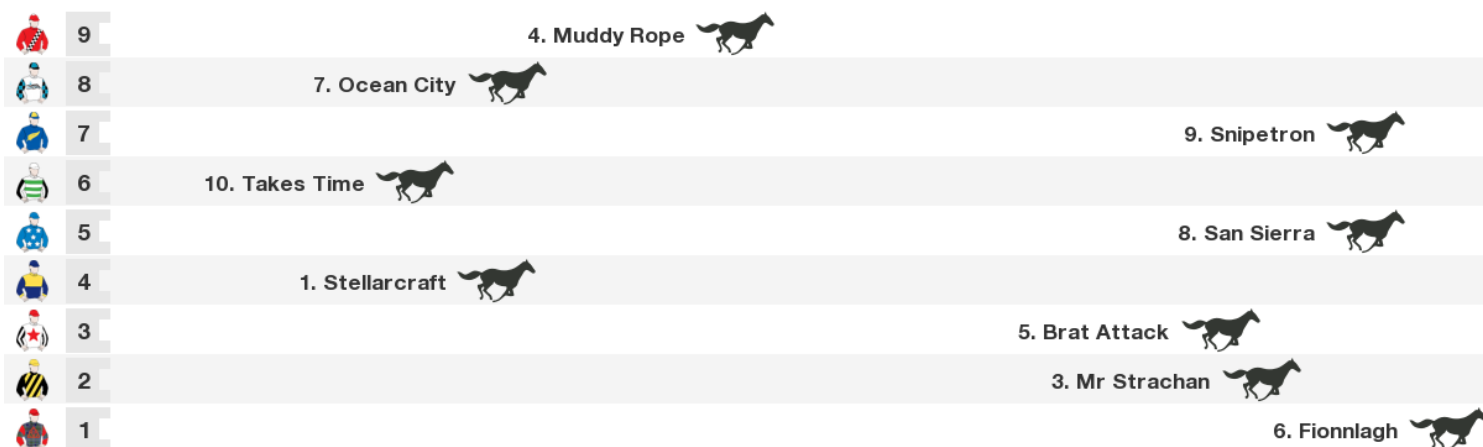 9 4. Muddy Rope
8 7. Ocean City
7 9. Snipetron
6 10. Takes Time
5 8. San Sierra
4 1. Stellarcraft
3 5. Brat Attack
2 3. Mr Strachan
1 6. Fionnlagh